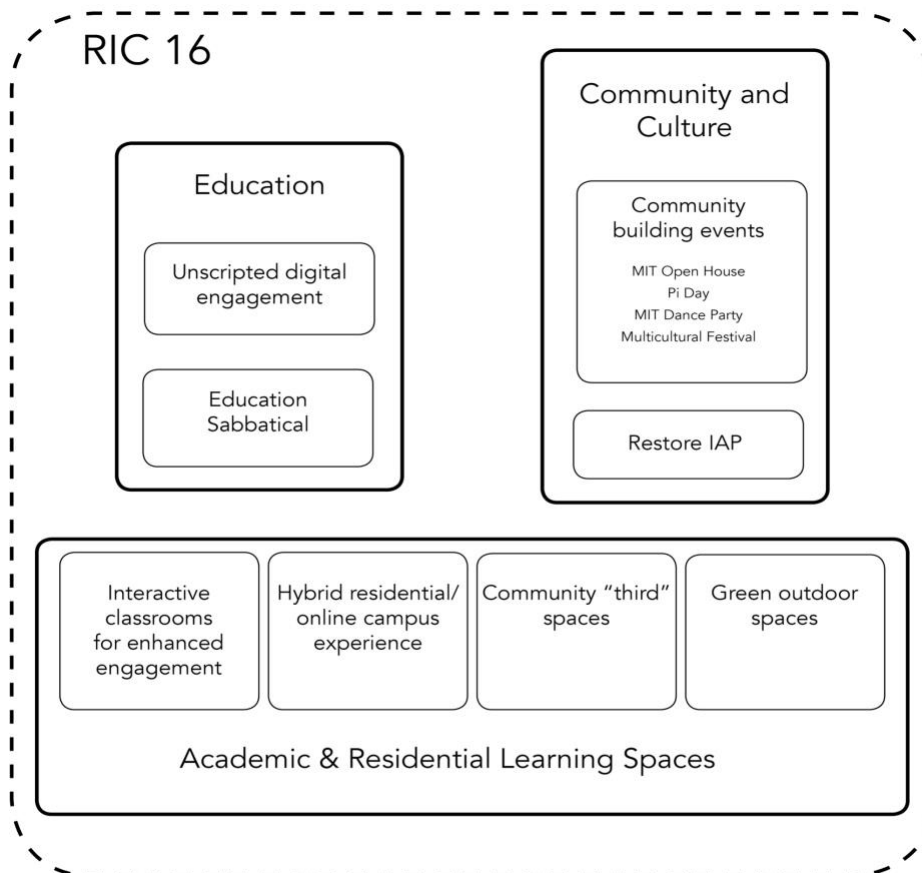 RIC 16
Education
Unscripted digital
engagement
Education
Sabbatical
Community and
Culture
Community
building events
MIT Open House
Pi Day
MIT Dance Party
Multicultural Festival
Restore IAP
Interactive
classrooms
for enhanced
engagement
Hybrid residential/
online campus
experience
Community “third”
spaces
Green outdoor
spaces
Academic & Residential Learning Spaces